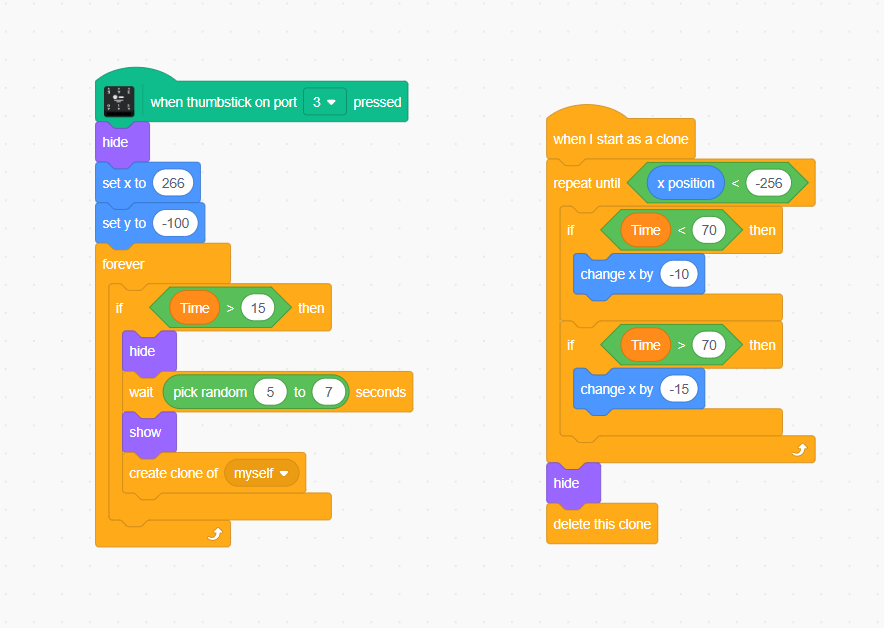 when thumbstick on port 3 pressed
hide
set x to 266
set y to -100
forever
if Time > 15 then
hide
wait pick random 5 to 7 seconds
show
create clone of myself
when I start as a clone
repeat until x position < -256
if Time < 70 then
change x by -10
if Time > 70 then
change x by -15
hide
delete this clone